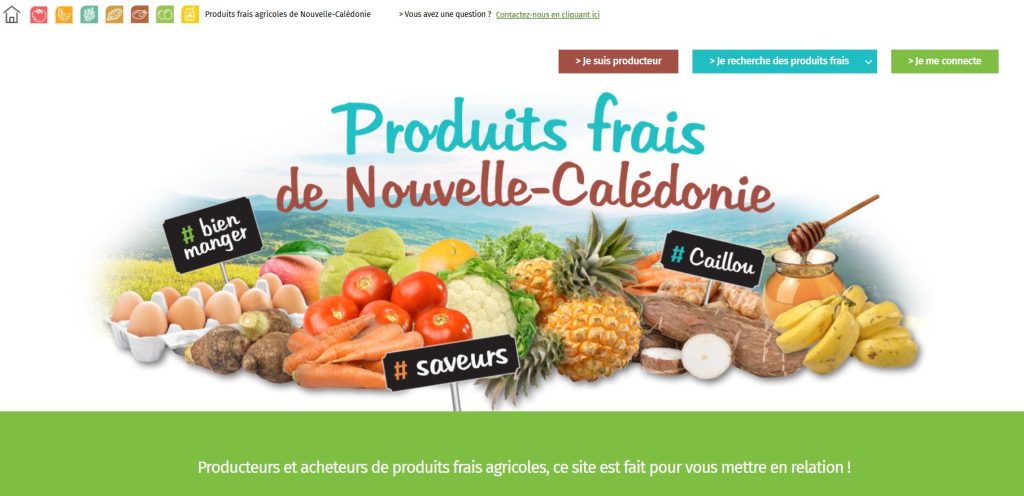 Produits frais agricoles de Nouvelle-Calédonie
> Vous avez une question ? Contactez-nous en cliquant ici
> Je suis producteur
> Je recherche des produits frais
> Je me connecte
Produits frais
de Nouvelle-Calédonie
# bien
manger
# Caillou
# saveurs
Producteurs et acheteurs de produits frais agricoles, ce site est fait pour vous mettre en relation !